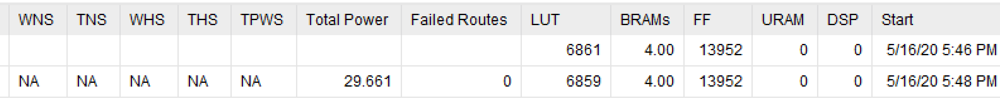 WNS TNS WHS THS TPWS Total Power Failed Routes LUT BRAMs FF URAM DSP Start
6861 4.00 13952 0 0 5/16/20 5:46 PM
NA NA NA NA NA 29.661 0 6859 4.00 13952 0 0 5/16/20 5:48 PM